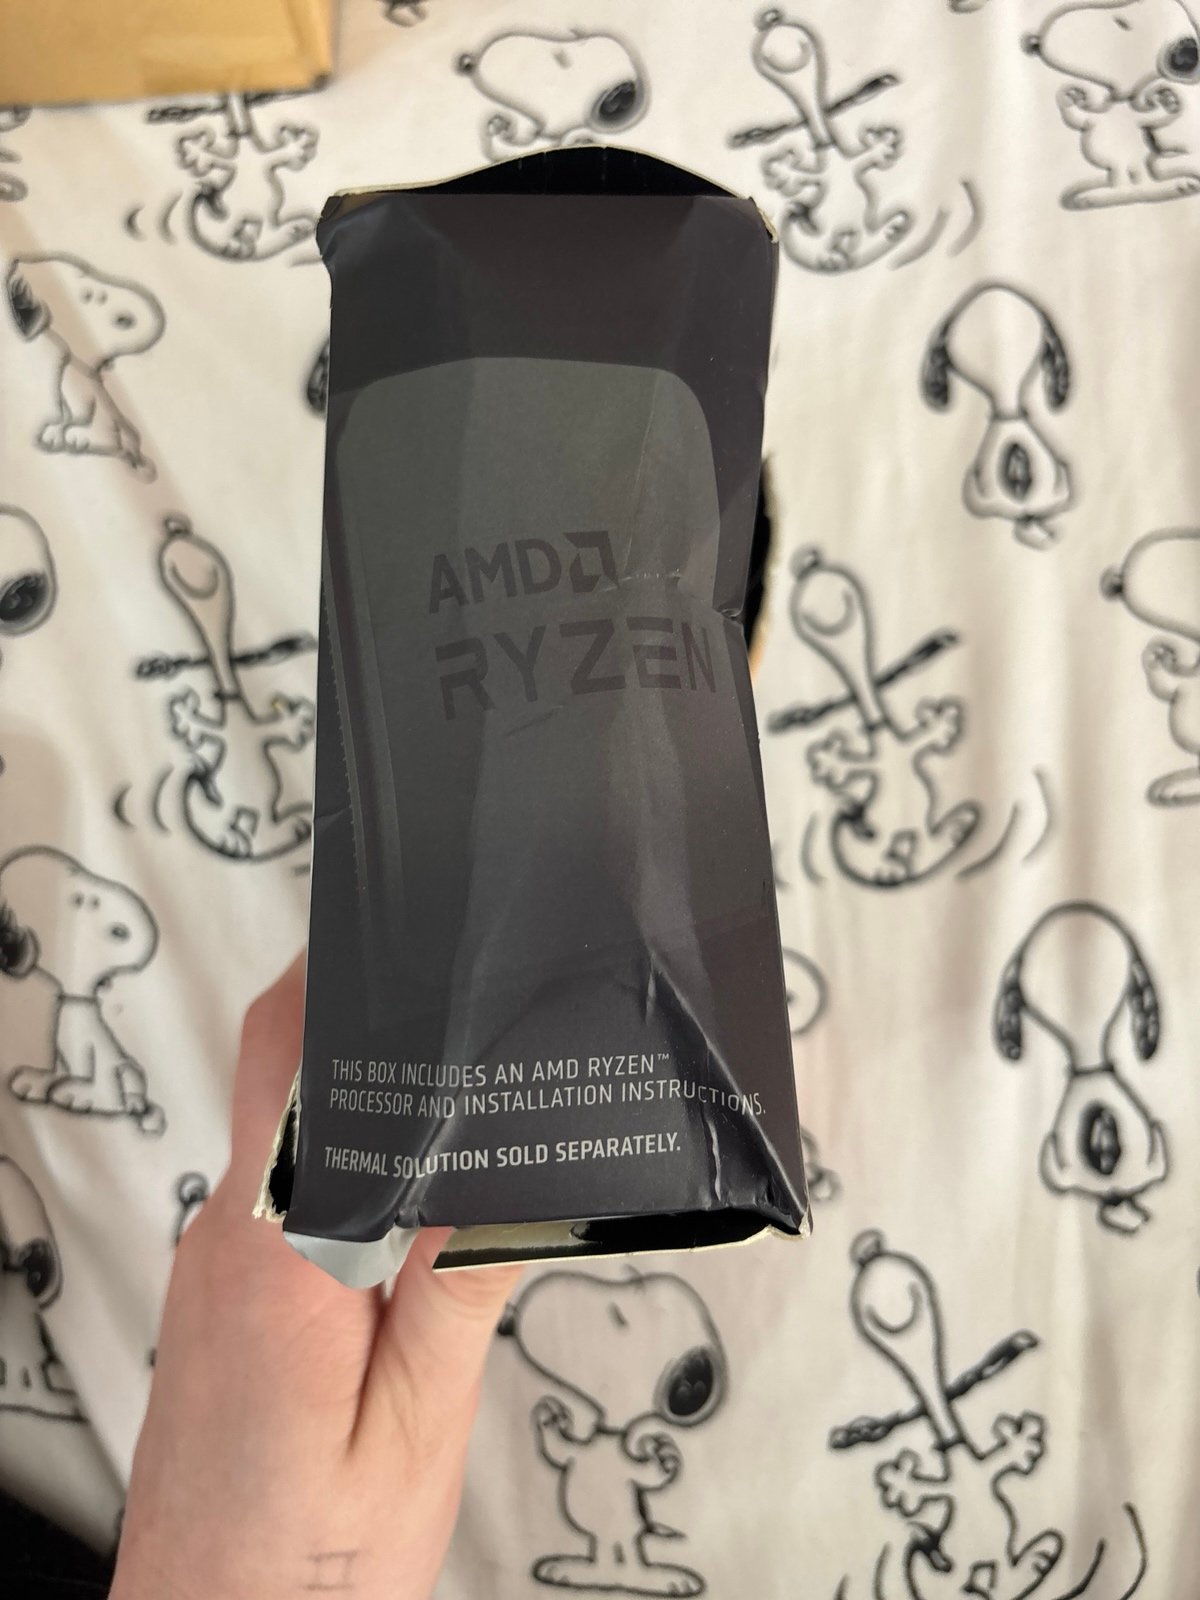 AMD
RYZEN
THIS BOX INCLUDES AN AMD RYZEN™
PROCESSOR AND INSTALLATION INSTRUCTIONS.
THERMAL SOLUTION SOLD SEPARATELY.